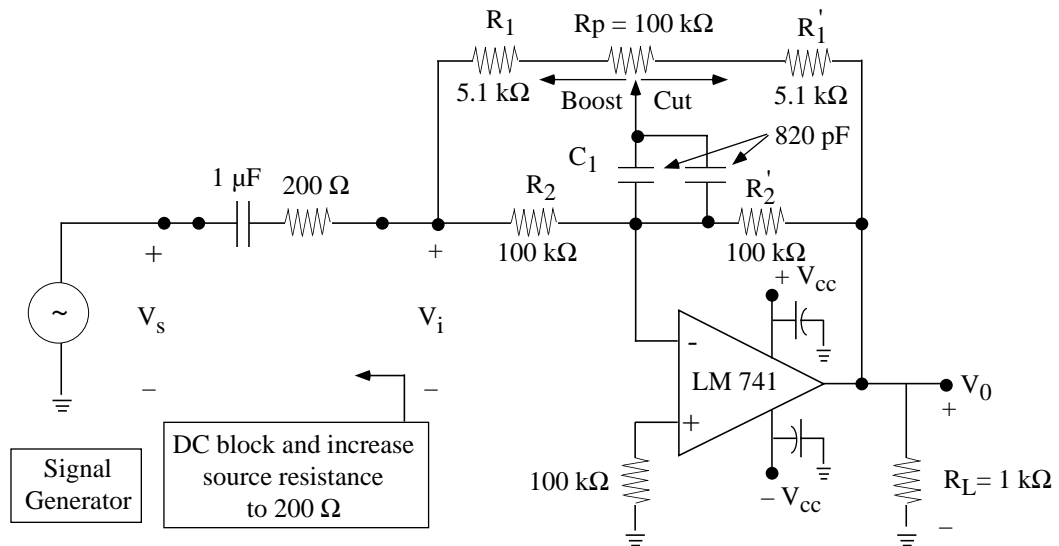 R1 Rp = 100 kΩ R1'
5.1 kΩ Boost Cut 5.1 kΩ
820 pF
C1
1 μF 200 Ω R2 R2'
100 kΩ 100 kΩ
+ + + Vcc
~ Vs Vi
- LM 741 V0
− − + +
DC block and increase
source resistance
to 200 Ω
Signal
Generator
100 kΩ − Vcc RL = 1 kΩ
−